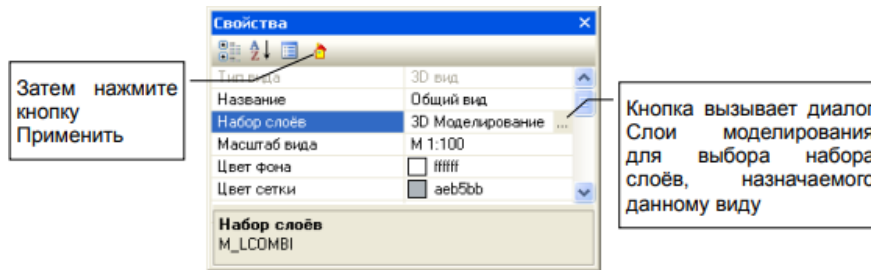 Свойства
Затем нажмите
кнопку
Применить
Тип вида 3D вид
Название Общий вид
Набор слоёв 3D Моделирование ...
Масштаб вида М 1:100
Цвет фона ffffff
Цвет сетки aeb5bb
Набор слоёв
M_LCOMBI
Кнопка вызывает диалог
Слои моделирования
для выбора набора
слоёв, назначаемого
данному виду